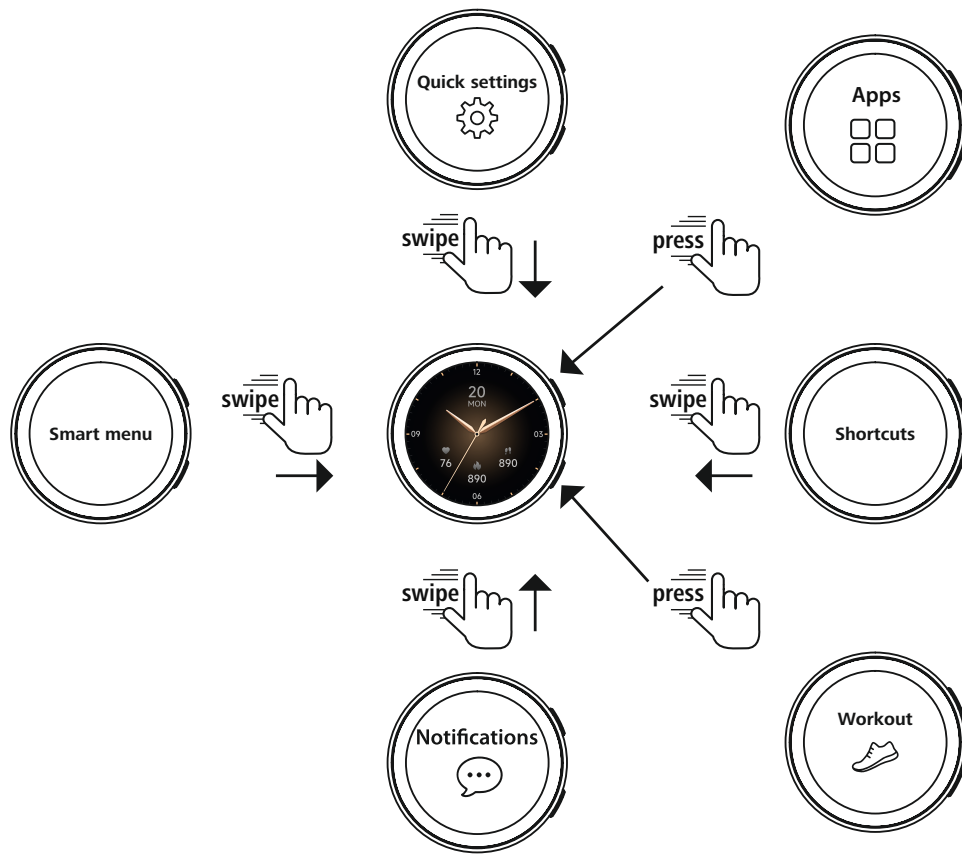 Quick settings
Apps
swipe
press
12
20
MON
09
03
76
890
890
06
swipe
Smart menu
swipe
Shortcuts
swipe
press
Notifications
Workout